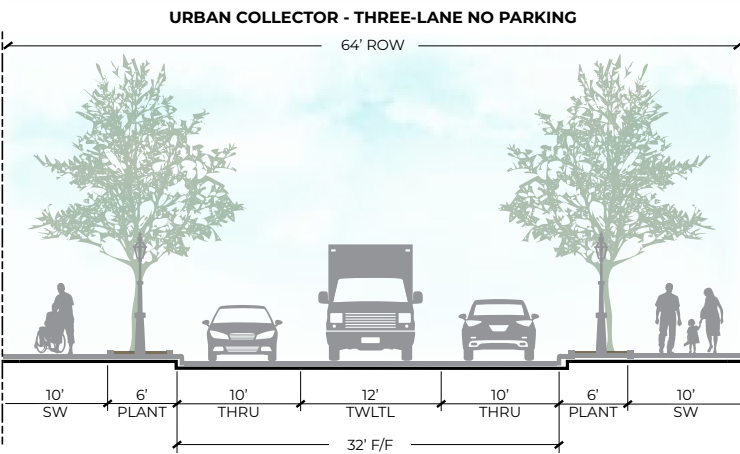 URBAN COLLECTOR - THREE-LANE NO PARKING
64’ ROW
10’ 6’ 10’ 12’ 10’ 6’ 10’
SW PLANT THRU TWLTL THRU PLANT SW
32’ F/F